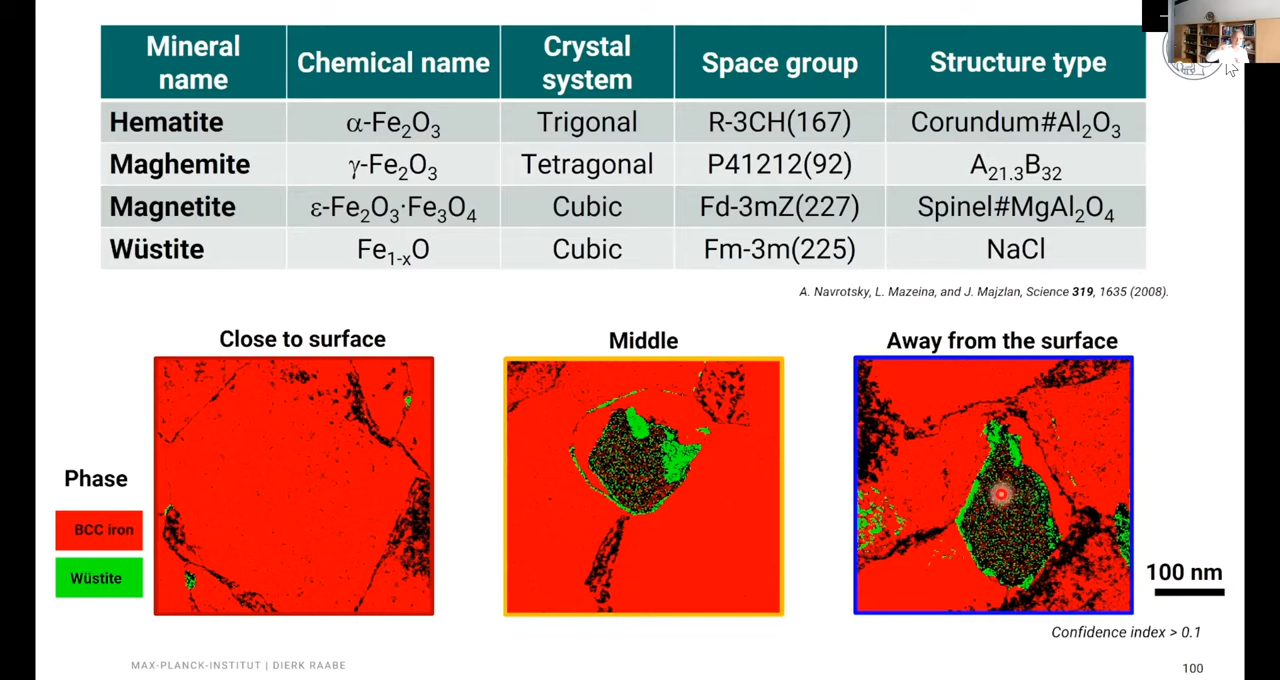 Mineral name
Chemical name
Crystal system
Space group
Structure type
Hematite α-Fe₂O₃ Trigonal R-3CH(167) Corundum#Al₂O₃
Maghemite γ-Fe₂O₃ Tetragonal P41212(92) A₂₁.₃B₃₂
Magnetite ε-Fe₂O₃·Fe₃O₄ Cubic Fd-3mZ(227) Spinel#MgAl₂O₄
Wüstite Fe₁₋ₓO Cubic Fm-3m(225) NaCl
A. Navrotsky, L. Mazeina, and J. Majzlan, Science 319, 1635 (2008).
Close to surface
Middle
Away from the surface
Phase
BCC iron
Wüstite
100 nm
Confidence index > 0.1
MAX-PLANCK-INSTITUT | DIERK RAABE
100